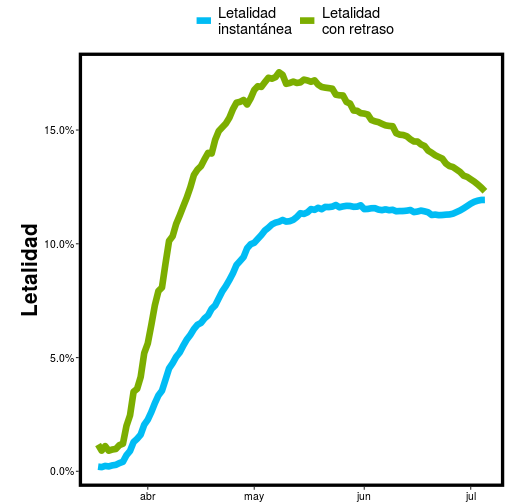 Letalidad
instantánea
Letalidad
con retraso
Letalidad
15.0%
10.0%
5.0%
0.0%
abr may jun jul